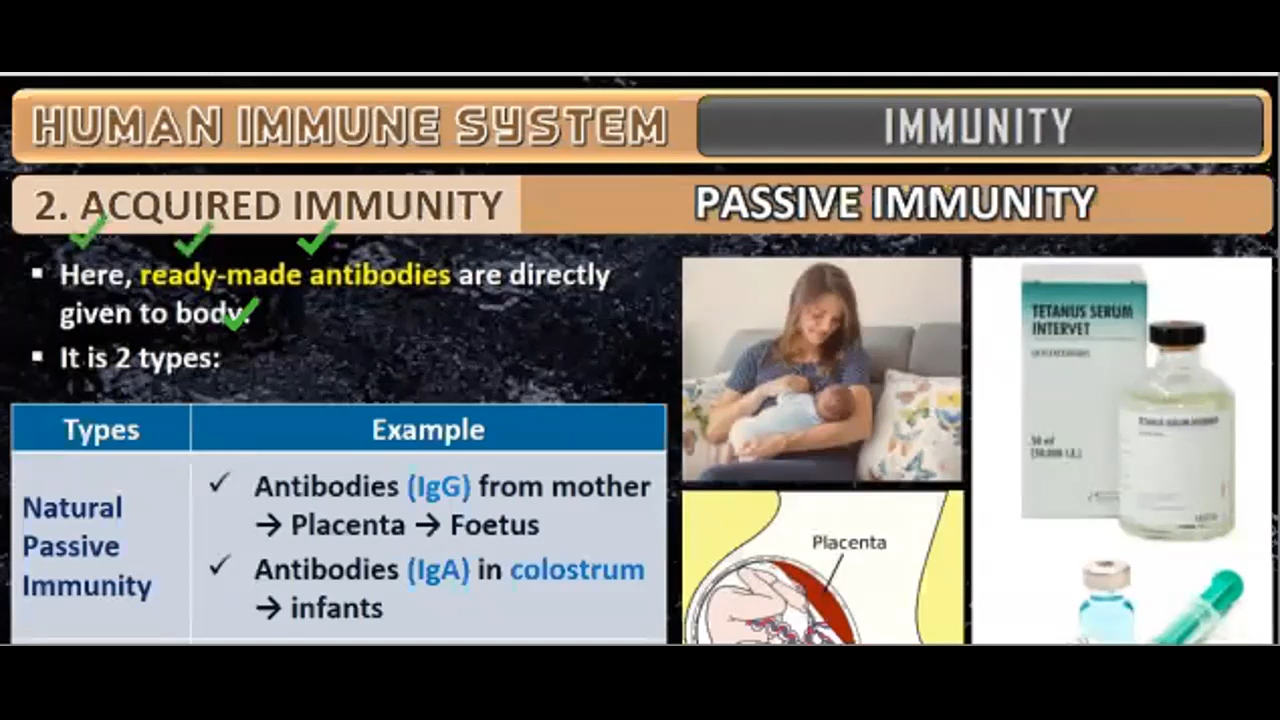 HUMAN IMMUNE SYSTEM
IMMUNITY
2. ACQUIRED IMMUNITY
PASSIVE IMMUNITY
▪ Here, ready-made antibodies are directly
given to body.
▪ It is 2 types:
Types
Example
Natural
Passive
Immunity
✓ Antibodies (IgG) from mother
→ Placenta → Foetus
✓ Antibodies (IgA) in colostrum
→ infants
TETANUS SERUM
INTERVET
50 ml
Placenta